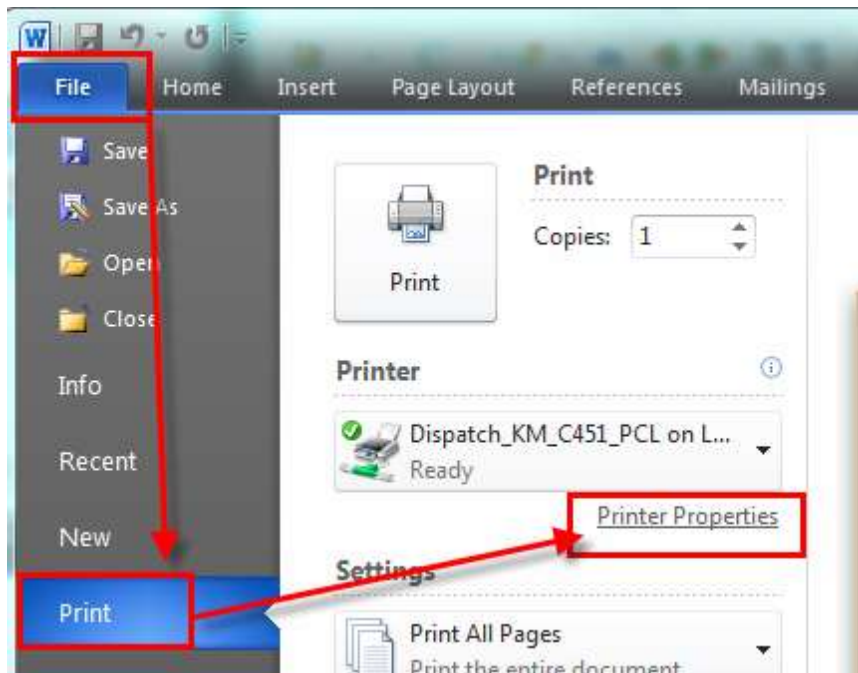 W
File Home Insert Page Layout References Mailings
Save
Save As
Open
Close
Info
Recent
New
Print
Print
Print
Copies: 1
Printer
Dispatch_KM_C451_PCL on L...
Ready
Printer Properties
Settings
Print All Pages
Print the entire document